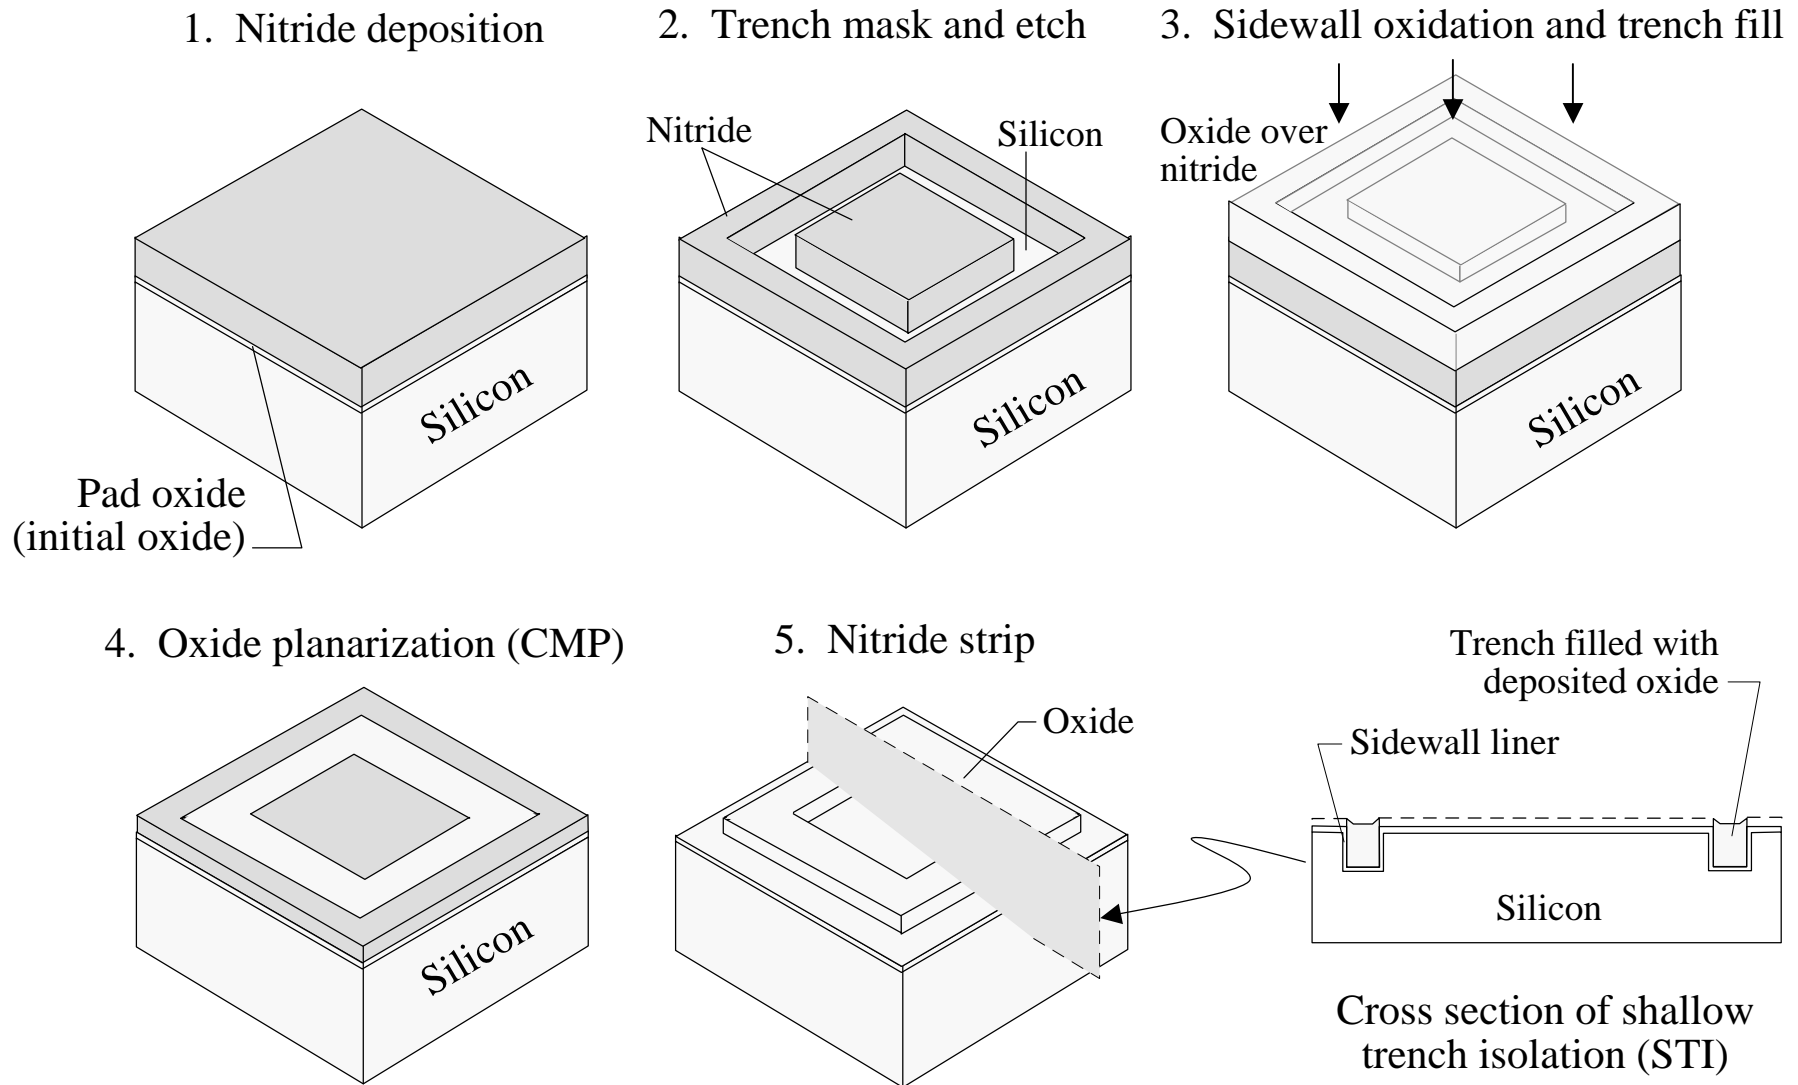 1. Nitride deposition
2. Trench mask and etch
3. Sidewall oxidation and trench fill
Nitride
Silicon
Oxide over
nitride
Silicon
Silicon
Silicon
Pad oxide
(initial oxide)
4. Oxide planarization (CMP)
5. Nitride strip
Trench filled with
deposited oxide
Oxide
Sidewall liner
Silicon
Silicon
Cross section of shallow
trench isolation (STI)